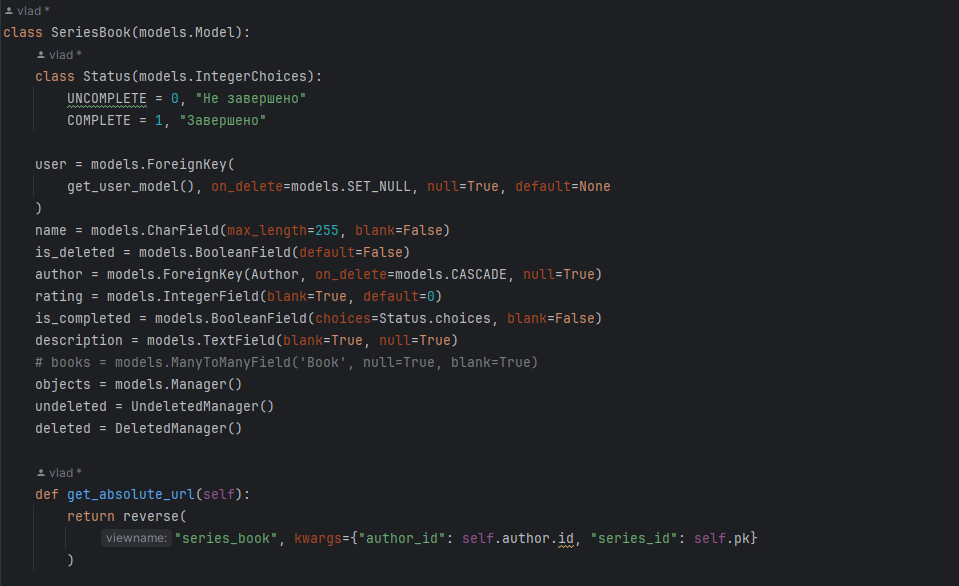 vlad *
class SeriesBook(models.Model):
vlad *
class Status(models.IntegerChoices):
UNCOMPLETE = 0, "Не завершено"
COMPLETE = 1, "Завершено"
user = models.ForeignKey(
get_user_model(), on_delete=models.SET_NULL, null=True, default=None
)
name = models.CharField(max_length=255, blank=False)
is_deleted = models.BooleanField(default=False)
author = models.ForeignKey(Author, on_delete=models.CASCADE, null=True)
rating = models.IntegerField(blank=True, default=0)
is_completed = models.BooleanField(choices=Status.choices, blank=False)
description = models.TextField(blank=True, null=True)
# books = models.ManyToManyField('Book', null=True, blank=True)
objects = models.Manager()
undeleted = UndeletedManager()
deleted = DeletedManager()
vlad *
def get_absolute_url(self):
return reverse(
viewname: "series_book", kwargs={"author_id": self.author.id, "series_id": self.pk}
)